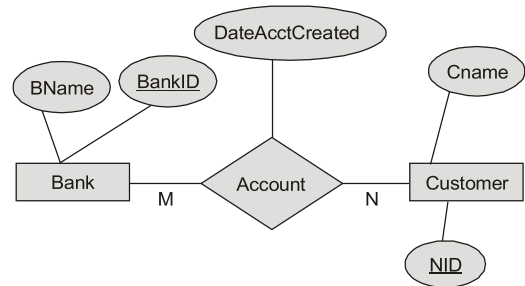 DateAcctCreated
BName
BankID
Cname
Bank
M
Account
N
Customer
NID